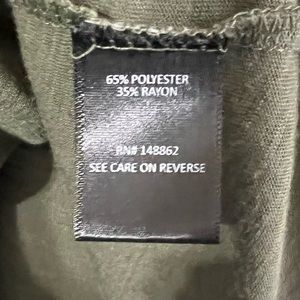 65% POLYESTER
35% RAYON
RN# 148862
SEE CARE ON REVERSE